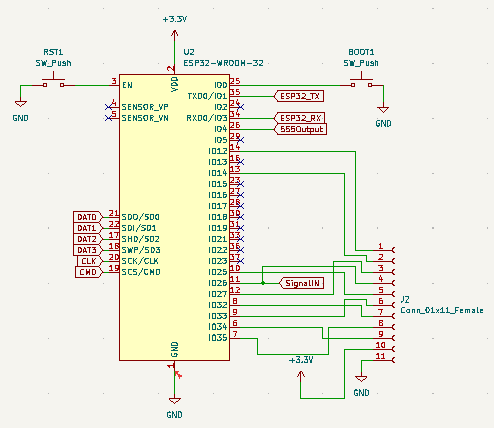 +3.3V
RST1
SW_Push
U2
ESP32-WROOM-32
BOOT1
SW_Push
GND
3 EN
2 VDD
IO0 25
TXD0/IO1 35
ESP32_TX
GND
4 SENSOR_VP
IO2 24
5 SENSOR_VN
RXD0/IO3 34
ESP32_RX
IO4 26
555Output
IO5 29
IO12 14
IO13 16
IO14 13
IO15 23
IO16 27
IO17 28
DAT0 21 SDO/SD0
IO18 30
DAT1 22 SDI/SD1
IO19 31
DAT2 17 SHD/SD2
IO21 33
DAT3 18 SWP/SD3
IO22 36
CLK 20 SCK/CLK
IO23 37
CMD 19 SCS/CMD
IO25 10
IO26 11
SignalIN
IO27 12
IO32 8
IO33 9
IO34 6
IO35 7
GND
1
GND
+3.3V
GND
1
2
3
4
5
6
7
8
9
10
11
J2
Conn_01x11_Female